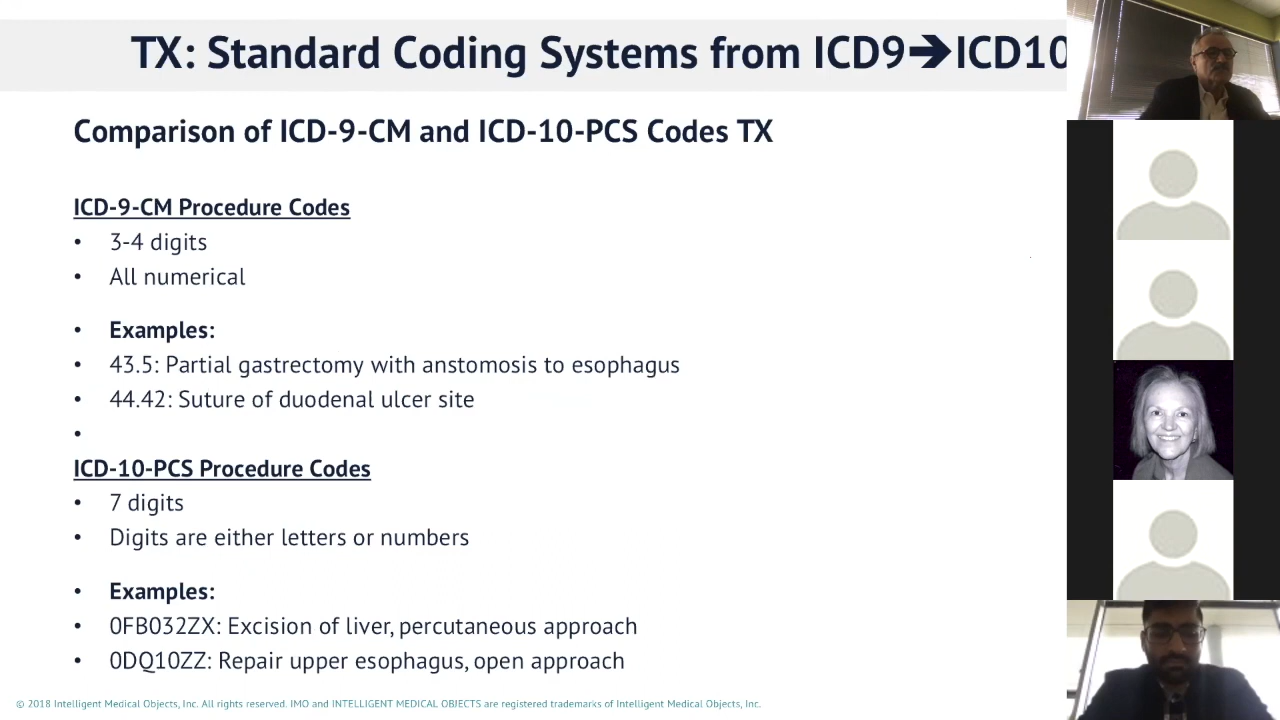 TX: Standard Coding Systems from ICD9➔ICD10
Comparison of ICD-9-CM and ICD-10-PCS Codes TX
ICD-9-CM Procedure Codes
• 3-4 digits
• All numerical
• Examples:
• 43.5: Partial gastrectomy with anstomosis to esophagus
• 44.42: Suture of duodenal ulcer site
•
ICD-10-PCS Procedure Codes
• 7 digits
• Digits are either letters or numbers
• Examples:
• 0FB032ZX: Excision of liver, percutaneous approach
• 0DQ10ZZ: Repair upper esophagus, open approach
© 2018 Intelligent Medical Objects, Inc. All rights reserved. IMO and INTELLIGENT MEDICAL OBJECTS are registered trademarks of Intelligent Medical Objects, Inc.